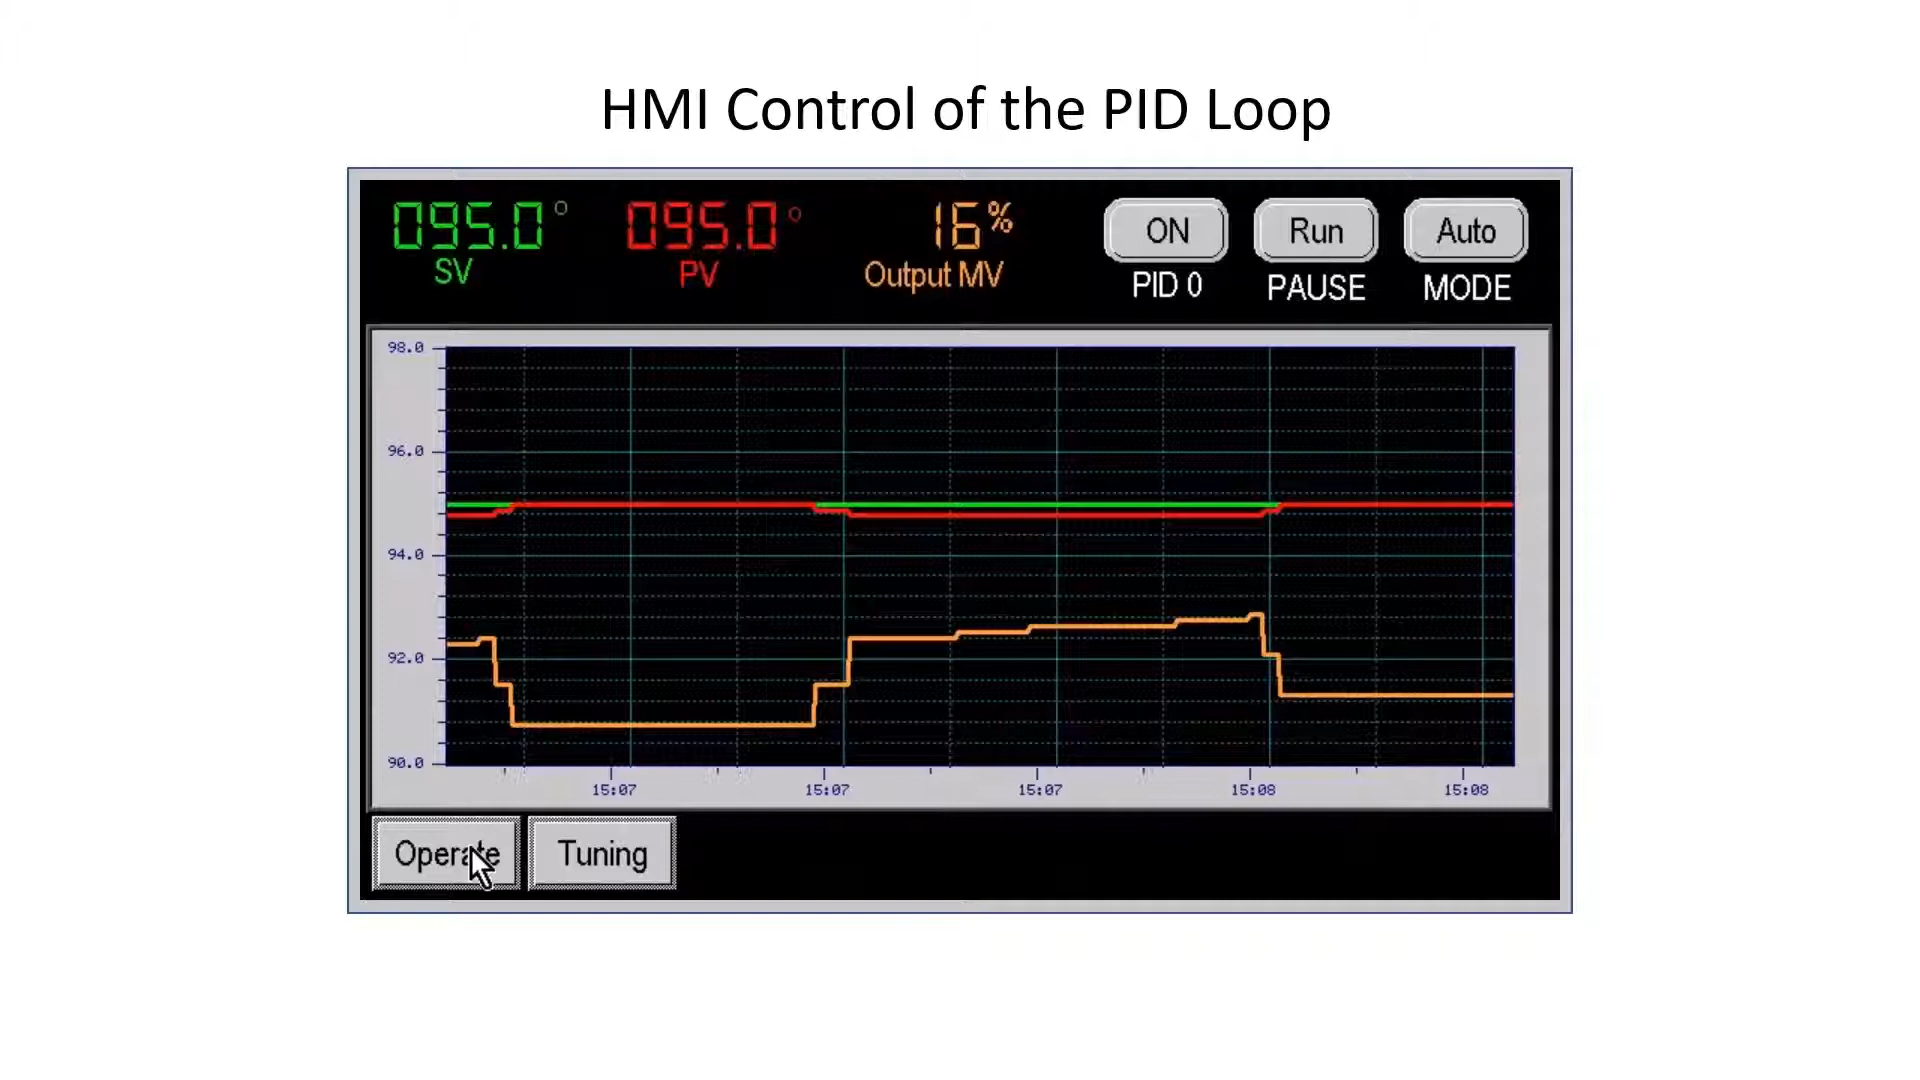 HMI Control of the PID Loop
095.0° 095.0° 16% ON Run Auto
SV PV Output MV PID 0 PAUSE MODE
98.0
96.0
94.0
92.0
90.0
15:07 15:07 15:07 15:08 15:08
Operate Tuning